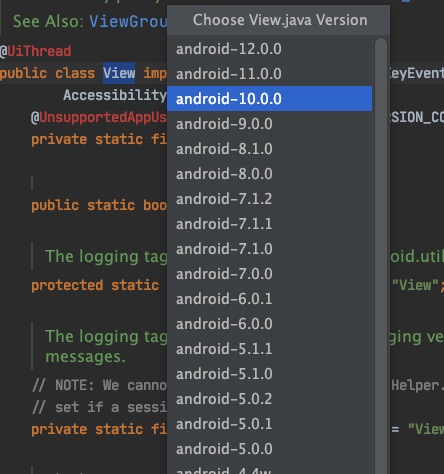 Choose View.java Version
android-12.0.0
android-11.0.0
android-10.0.0
android-9.0.0
android-8.1.0
android-8.0.0
android-7.1.2
android-7.1.1
android-7.1.0
android-7.0.0
android-6.0.1
android-6.0.0
android-5.1.1
android-5.1.0
android-5.0.2
android-5.0.1
android-5.0.0
android-4.4w
See Also: ViewGrou
@UiThread
public class View imp KeyEvent
Accessibility
@UnsupportedAppUs RSION_CO
private static fi
public static boo
The logging tag oid.util
protected static "View";
The logging tag ging ve
messages.
// NOTE: We canno Helper.
// set if a sessi
private static fi = "View